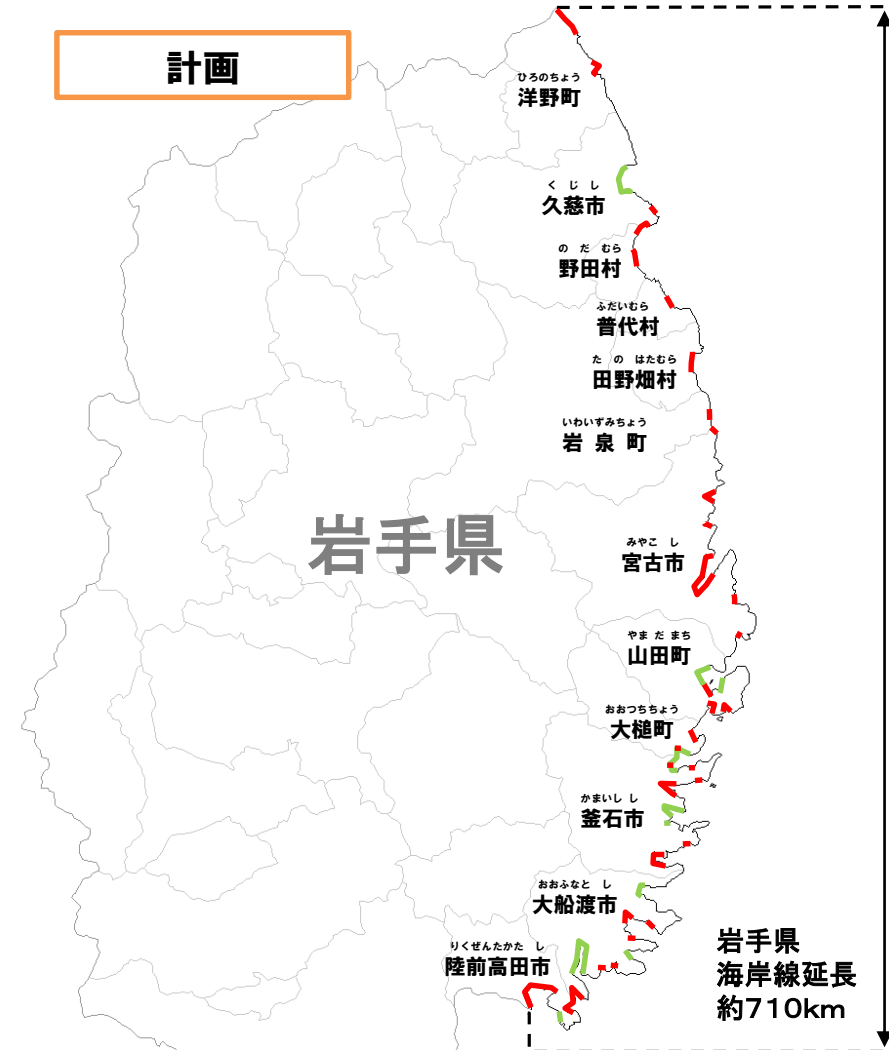 計画
ひろのちょう
洋野町
くじし
久慈市
のだむら
野田村
ふだいむら
普代村
たのはたむら
田野畑村
いわいずみちょう
岩泉町
岩手県
みやこし
宮古市
やまだまち
山田町
おおつちちょう
大槌町
かまいしし
釜石市
おおふなとし
大船渡市
りくぜんたかたし
陸前高田市
岩手県
海岸線延長
約710km